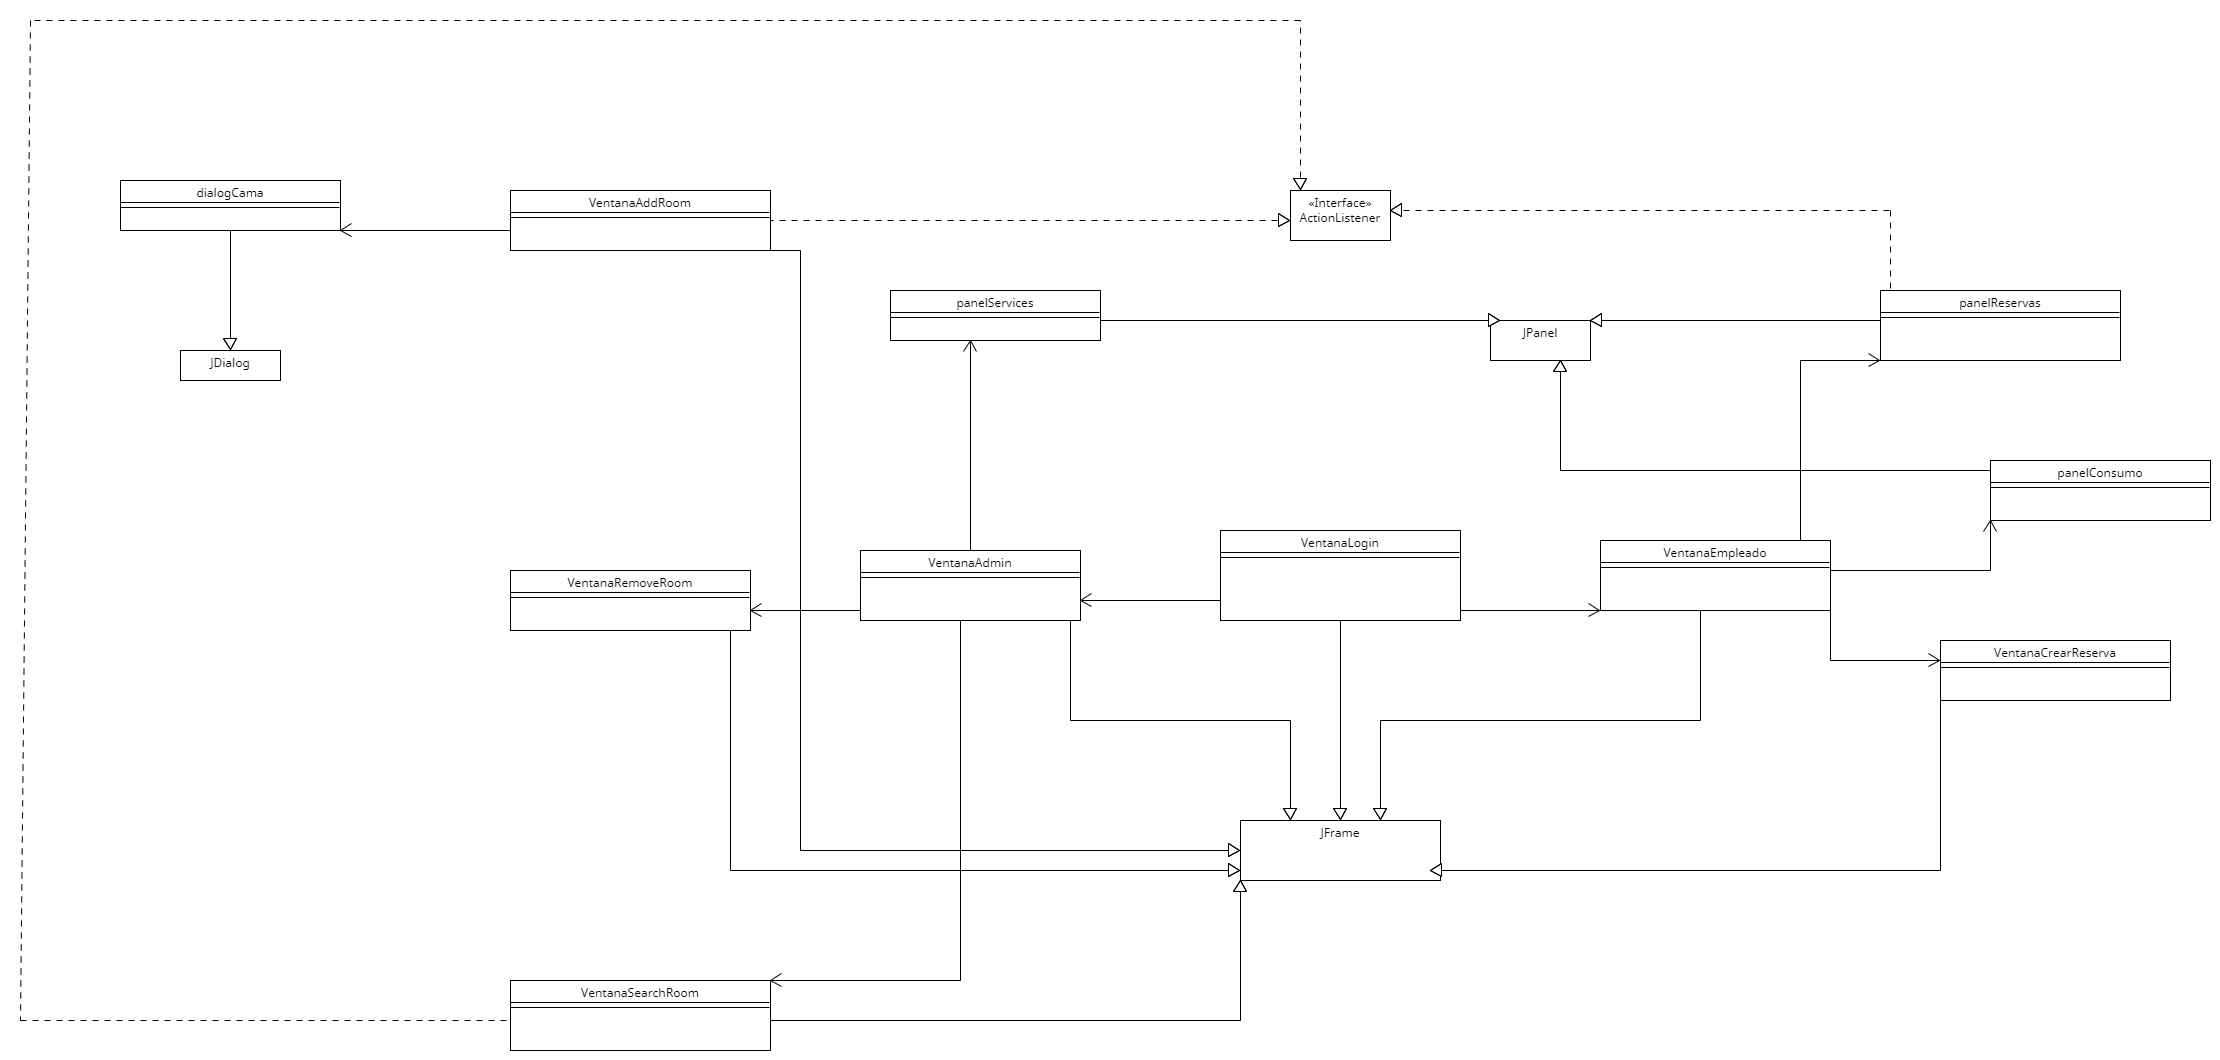 dialogCama
VentanaAddRoom
«Interface»
ActionListener
panelServices
panelReservas
JPanel
JDialog
panelConsumo
VentanaLogin
VentanaEmpleado
VentanaAdmin
VentanaRemoveRoom
VentanaCrearReserva
JFrame
VentanaSearchRoom